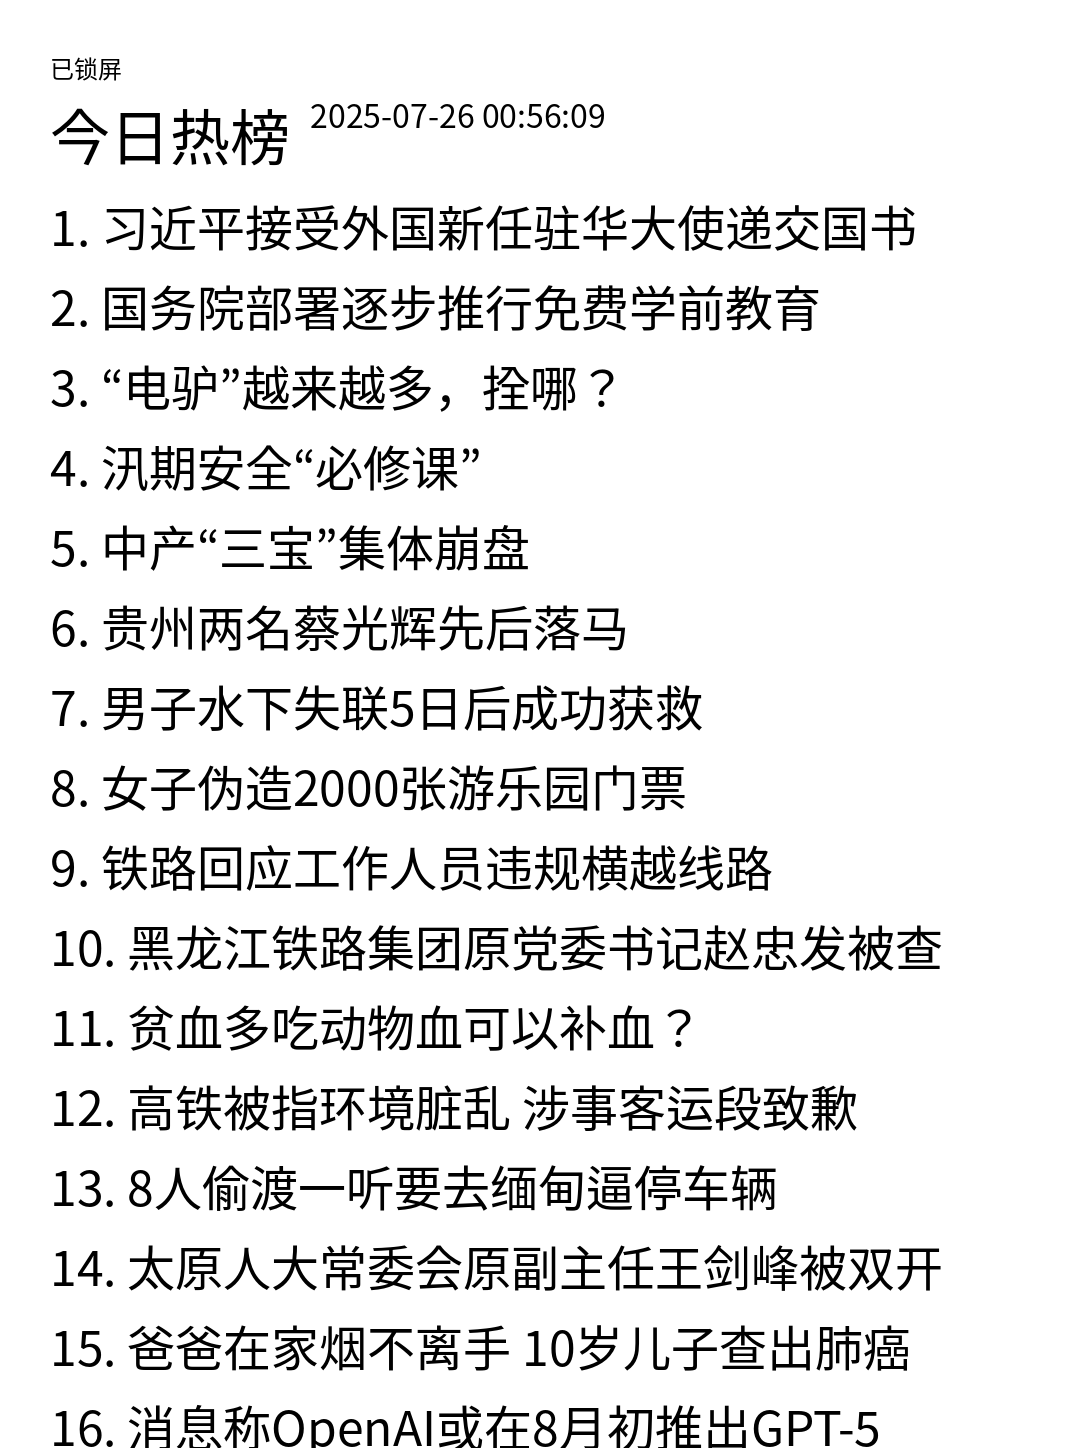 已锁屏
今日热榜 2025-07-26 00:56:09
1. 习近平接受外国新任驻华大使递交国书
2. 国务院部署逐步推行免费学前教育
3. “电驴”越来越多，拴哪？
4. 汛期安全“必修课”
5. 中产“三宝”集体崩盘
6. 贵州两名蔡光辉先后落马
7. 男子水下失联5日后成功获救
8. 女子伪造2000张游乐园门票
9. 铁路回应工作人员违规横越线路
10. 黑龙江铁路集团原党委书记赵忠发被查
11. 贫血多吃动物血可以补血？
12. 高铁被指环境脏乱 涉事客运段致歉
13. 8人偷渡一听要去缅甸逼停车辆
14. 太原人大常委会原副主任王剑峰被双开
15. 爸爸在家烟不离手 10岁儿子查出肺癌
16. 消息称OpenAI或在8月初推出GPT-5